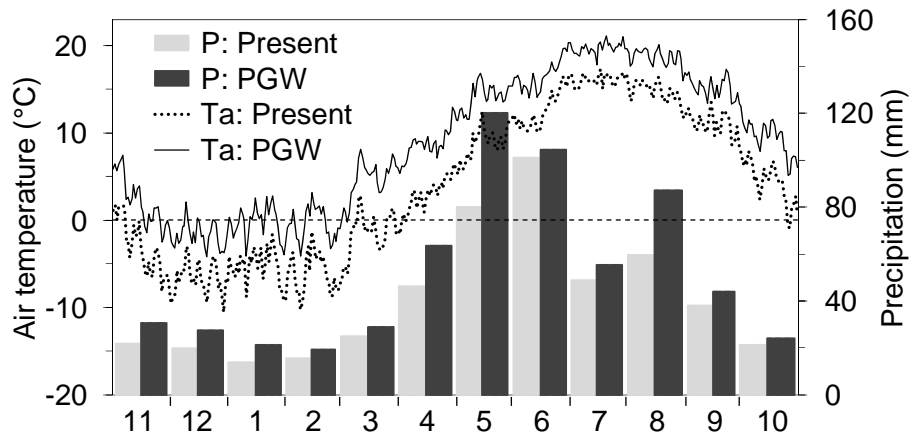 P: Present
P: PGW
Ta: Present
Ta: PGW
Air temperature (°C)
20
10
0
-10
-20
Precipitation (mm)
160
120
80
40
0
11 12 1 2 3 4 5 6 7 8 9 10